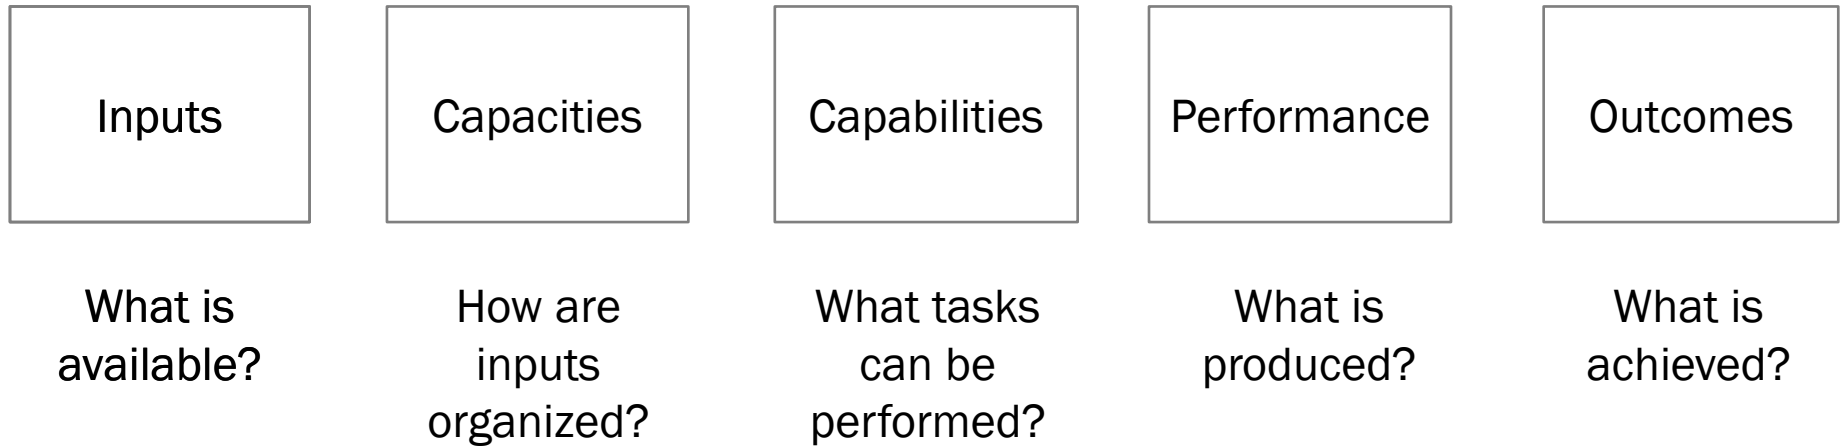 Inputs
Capacities
Capabilities
Performance
Outcomes
What is
available?
How are
inputs
organized?
What tasks
can be
performed?
What is
produced?
What is
achieved?